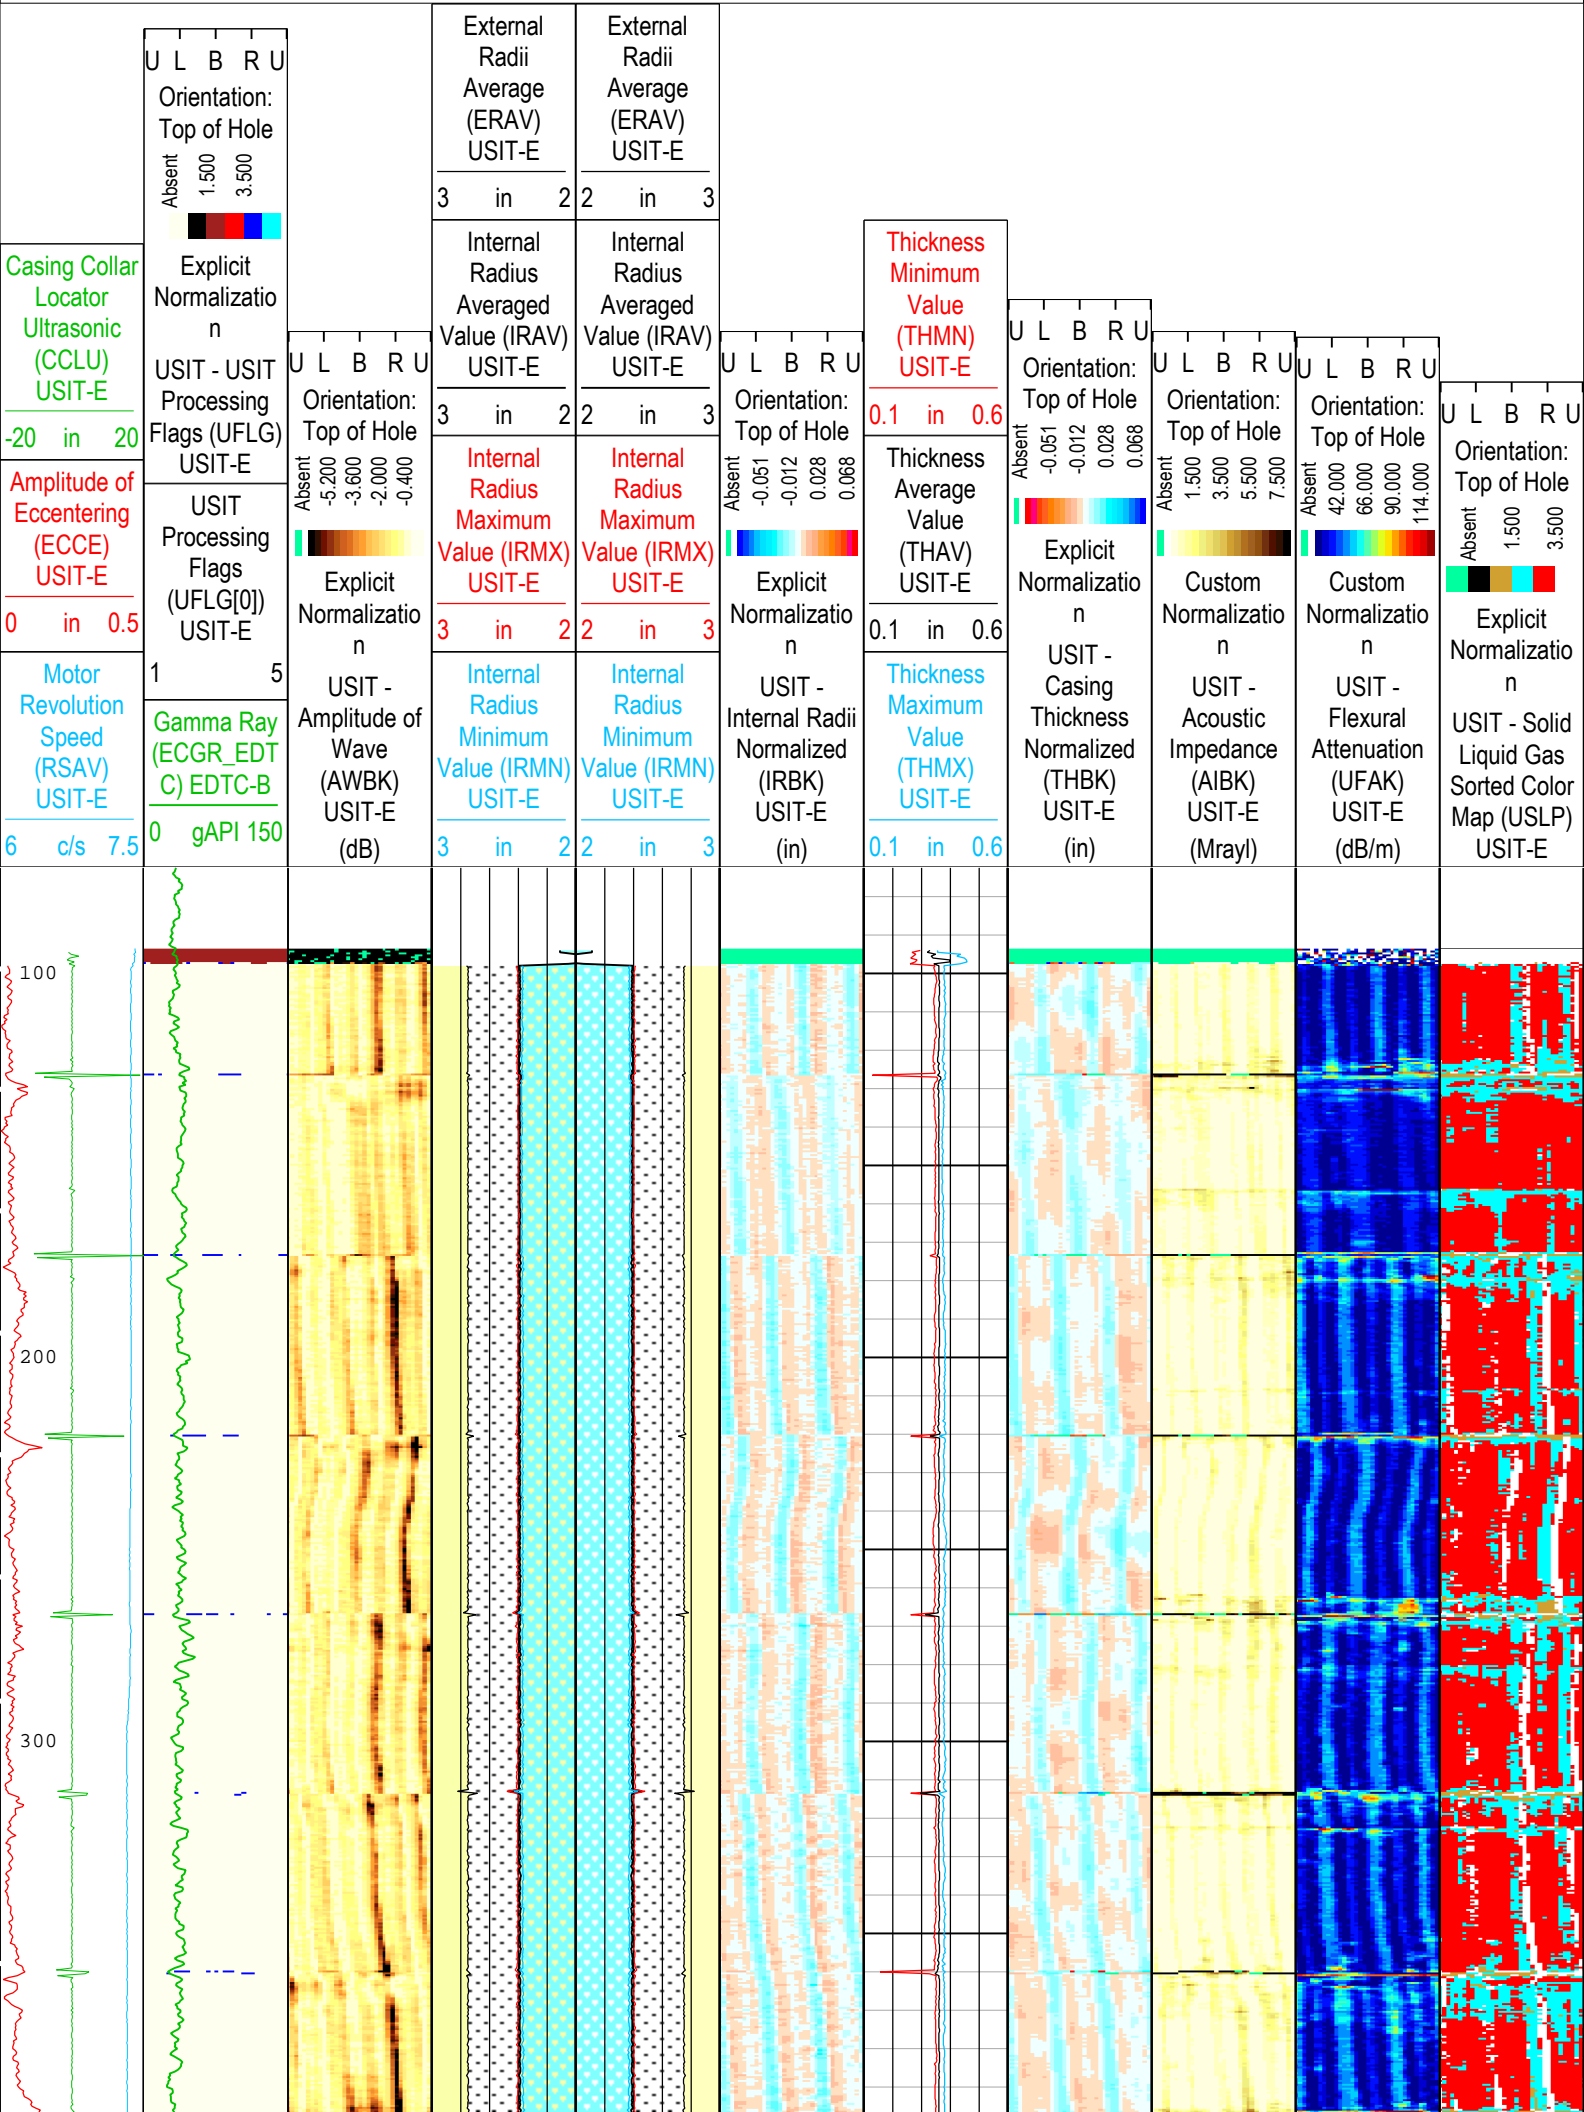 Casing Collar
Locator
Ultrasonic
(CCLU)
USIT-E
-20 in 20
Amplitude of
Eccentering
(ECCE)
USIT-E
0 in 0.5
Motor
Revolution
Speed
(RSAV)
USIT-E
6 c/s 7.5
U L B R U
Orientation:
Top of Hole
Absent
1.500
3.500
Explicit
Normalizatio
n
USIT - USIT
Processing
Flags (UFLG)
USIT-E
USIT
Processing
Flags
(UFLG[0])
USIT-E
1 5
Gamma Ray
(ECGR_EDT
C) EDTC-B
0 gAPI 150
U L B R U
Orientation:
Top of Hole
Absent
-5.200
-3.600
-2.000
-0.400
Explicit
Normalizatio
n
USIT -
Amplitude of
Wave
(AWBK)
USIT-E
(dB)
External
Radii
Average
(ERAV)
USIT-E
3 in 2
Internal
Radius
Averaged
Value (IRAV)
USIT-E
3 in 2
Internal
Radius
Maximum
Value (IRMX)
USIT-E
3 in 2
Internal
Radius
Minimum
Value (IRMN)
USIT-E
3 in 2
External
Radii
Average
(ERAV)
USIT-E
2 in 3
Internal
Radius
Averaged
Value (IRAV)
USIT-E
2 in 3
Internal
Radius
Maximum
Value (IRMX)
USIT-E
2 in 3
Internal
Radius
Minimum
Value (IRMN)
USIT-E
2 in 3
U L B R U
Orientation:
Top of Hole
Absent
-0.051
-0.012
0.028
0.068
Explicit
Normalizatio
n
USIT -
Internal Radii
Normalized
(IRBK)
USIT-E
(in)
Thickness
Minimum
Value
(THMN)
USIT-E
0.1 in 0.6
Thickness
Average
Value
(THAV)
USIT-E
0.1 in 0.6
Thickness
Maximum
Value
(THMX)
USIT-E
0.1 in 0.6
U L B R U
Orientation:
Top of Hole
Absent
-0.051
-0.012
0.028
0.068
Explicit
Normalizatio
n
USIT -
Casing
Thickness
Normalized
(THBK)
USIT-E
(in)
U L B R U
Orientation:
Top of Hole
Absent
1.500
3.500
5.500
7.500
Custom
Normalizatio
n
USIT -
Acoustic
Impedance
(AIBK)
USIT-E
(Mrayl)
U L B R U
Orientation:
Top of Hole
Absent
42.000
66.000
90.000
114.000
Custom
Normalizatio
n
USIT -
Flexural
Attenuation
(UFAK)
USIT-E
(dB/m)
U L B R U
Orientation:
Top of Hole
Absent
1.500
3.500
Explicit
Normalizatio
n
USIT - Solid
Liquid Gas
Sorted Color
Map (USLP)
USIT-E
100
200
300